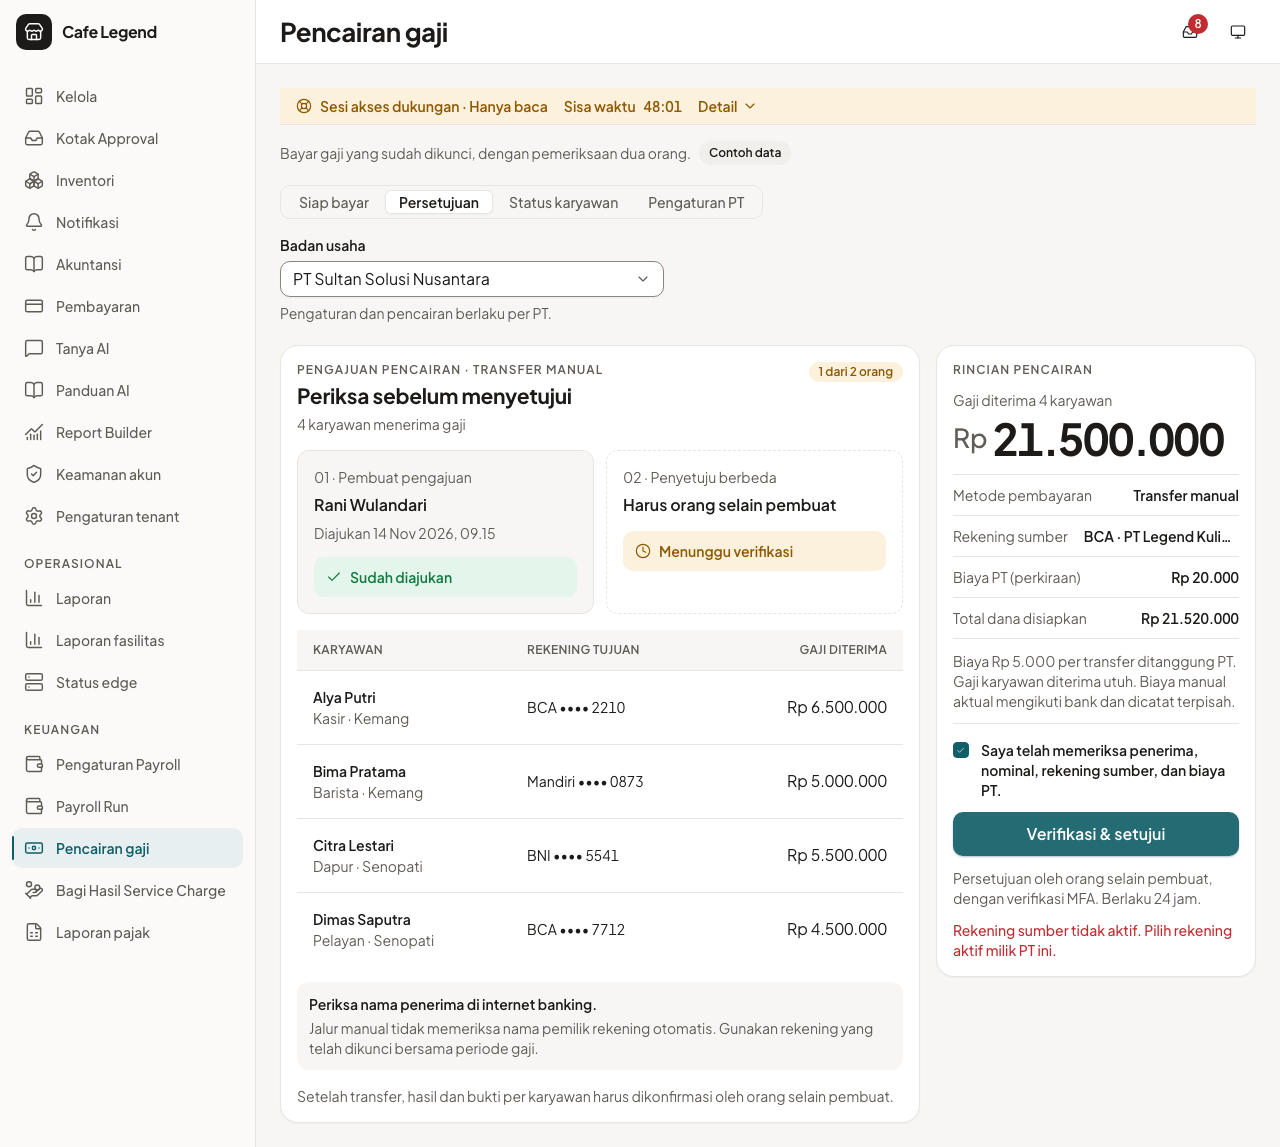 Cafe Legend
Kelola
Kotak Approval
Inventori
Notifikasi
Akuntansi
Pembayaran
Tanya AI
Panduan AI
Report Builder
Keamanan akun
Pengaturan tenant
OPERASIONAL
Laporan
Laporan fasilitas
Status edge
KEUANGAN
Pengaturan Payroll
Payroll Run
Pencairan gaji
Bagi Hasil Service Charge
Laporan pajak
Pencairan gaji
8
Sesi akses dukungan · Hanya baca Sisa waktu 48:01 Detail
Bayar gaji yang sudah dikunci, dengan pemeriksaan dua orang. Contoh data
Siap bayar Persetujuan Status karyawan Pengaturan PT
Badan usaha
PT Sultan Solusi Nusantara
Pengaturan dan pencairan berlaku per PT.
PENGAJUAN PENCAIRAN · TRANSFER MANUAL
1 dari 2 orang
Periksa sebelum menyetujui
4 karyawan menerima gaji
01 · Pembuat pengajuan
Rani Wulandari
Diajukan 14 Nov 2026, 09.15
Sudah diajukan
02 · Penyetuju berbeda
Harus orang selain pembuat
Menunggu verifikasi
KARYAWAN REKENING TUJUAN GAJI DITERIMA
Alya Putri
Kasir · Kemang
BCA •••• 2210
Rp 6.500.000
Bima Pratama
Barista · Kemang
Mandiri •••• 0873
Rp 5.000.000
Citra Lestari
Dapur · Senopati
BNI •••• 5541
Rp 5.500.000
Dimas Saputra
Pelayan · Senopati
BCA •••• 7712
Rp 4.500.000
Periksa nama penerima di internet banking.
Jalur manual tidak memeriksa nama pemilik rekening otomatis. Gunakan rekening yang
telah dikunci bersama periode gaji.
Setelah transfer, hasil dan bukti per karyawan harus dikonfirmasi oleh orang selain pembuat.
RINCIAN PENCAIRAN
Gaji diterima 4 karyawan
Rp 21.500.000
Metode pembayaran Transfer manual
Rekening sumber BCA · PT Legend Kuli...
Biaya PT (perkiraan) Rp 20.000
Total dana disiapkan Rp 21.520.000
Biaya Rp 5.000 per transfer ditanggung PT.
Gaji karyawan diterima utuh. Biaya manual
aktual mengikuti bank dan dicatat terpisah.
Saya telah memeriksa penerima,
nominal, rekening sumber, dan biaya
PT.
Verifikasi & setujui
Persetujuan oleh orang selain pembuat,
dengan verifikasi MFA. Berlaku 24 jam.
Rekening sumber tidak aktif. Pilih rekening
aktif milik PT ini.